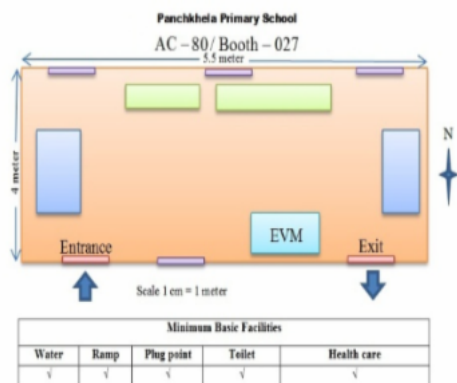 Panchkhela Primary School
AC – 80/ Booth – 027
5.5 meter
4 meter
N
EVM
Entrance
Exit
Scale 1 cm = 1 meter
Minimum Basic Facilities
Water Ramp Plug point Toilet Health care
√ √ √ √ √